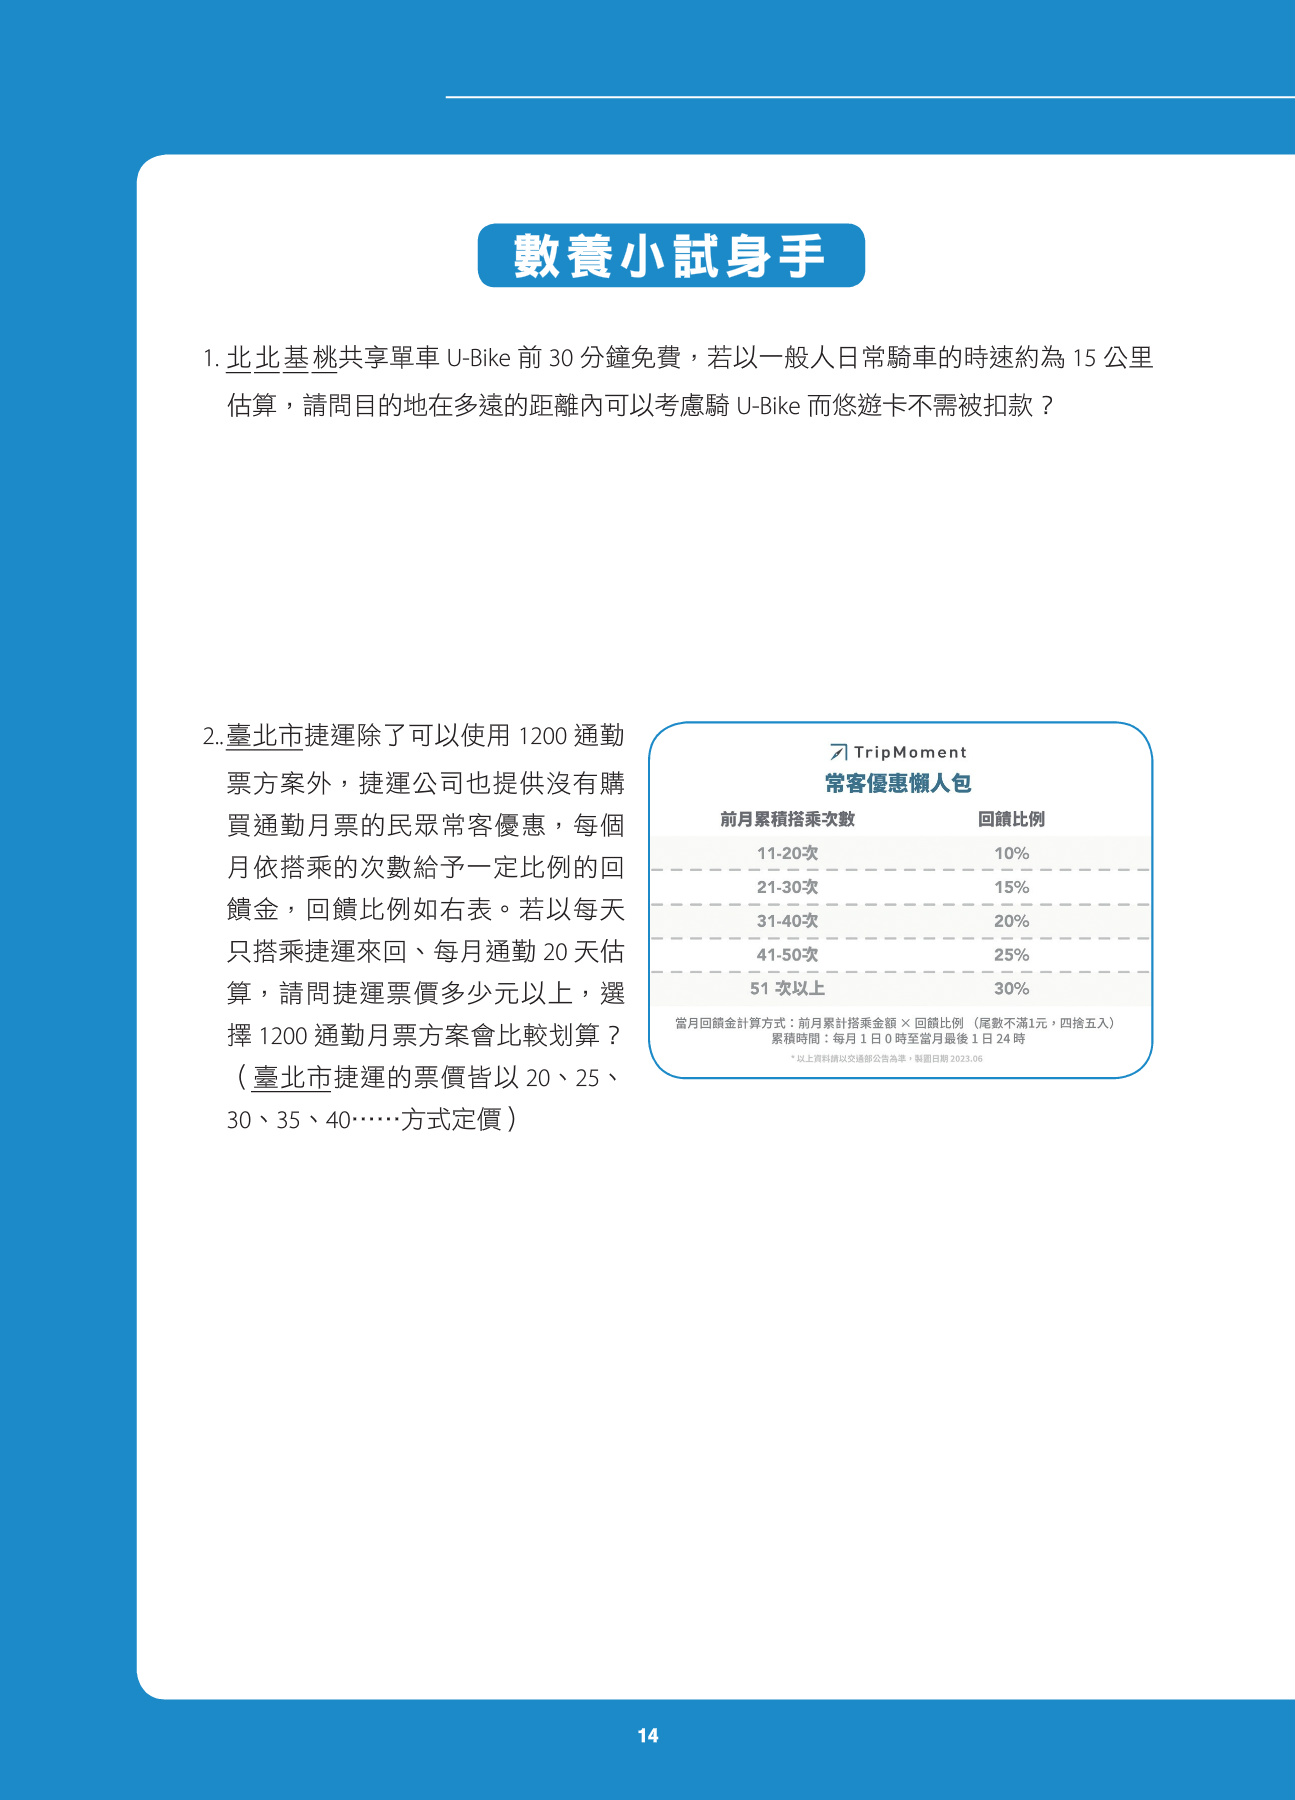 數養小試身手
1. 北北基桃共享單車 U-Bike 前 30 分鐘免費，若以一般人日常騎車的時速約為 15 公里
估算，請問目的地在多遠的距離內可以考慮騎 U-Bike 而悠遊卡不需被扣款？
2..臺北市捷運除了可以使用 1200 通勤
票方案外，捷運公司也提供沒有購
買通勤月票的民眾常客優惠，每個
月依搭乘的次數給予一定比例的回
饋金，回饋比例如右表。若以每天
只搭乘捷運來回、每月通勤 20 天估
算，請問捷運票價多少元以上，選
擇 1200 通勤月票方案會比較划算？
（臺北市捷運的票價皆以 20、25、
30、35、40⋯⋯方式定價）
TripMoment
常客優惠懶人包
前月累積搭乘次數 回饋比例
11-20次 10%
21-30次 15%
31-40次 20%
41-50次 25%
51 次以上 30%
當月回饋金計算方式：前月累計搭乘金額 × 回饋比例 （尾數不滿1元，四捨五入）
累積時間：每月 1 日 0 時至當月最後 1 日 24 時
* 以上資料請以交通部公告為準，製圖日期 2023.06
14